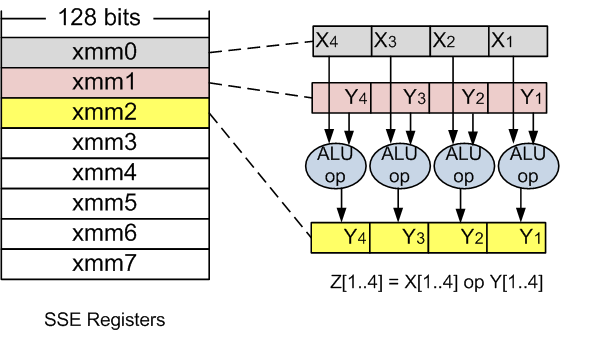 128 bits
xmm0
xmm1
xmm2
xmm3
xmm4
xmm5
xmm6
xmm7
SSE Registers
X4 X3 X2 X1
Y4 Y3 Y2 Y1
ALU op ALU op ALU op ALU op
Y4 Y3 Y2 Y1
Z[1..4] = X[1..4] op Y[1..4]